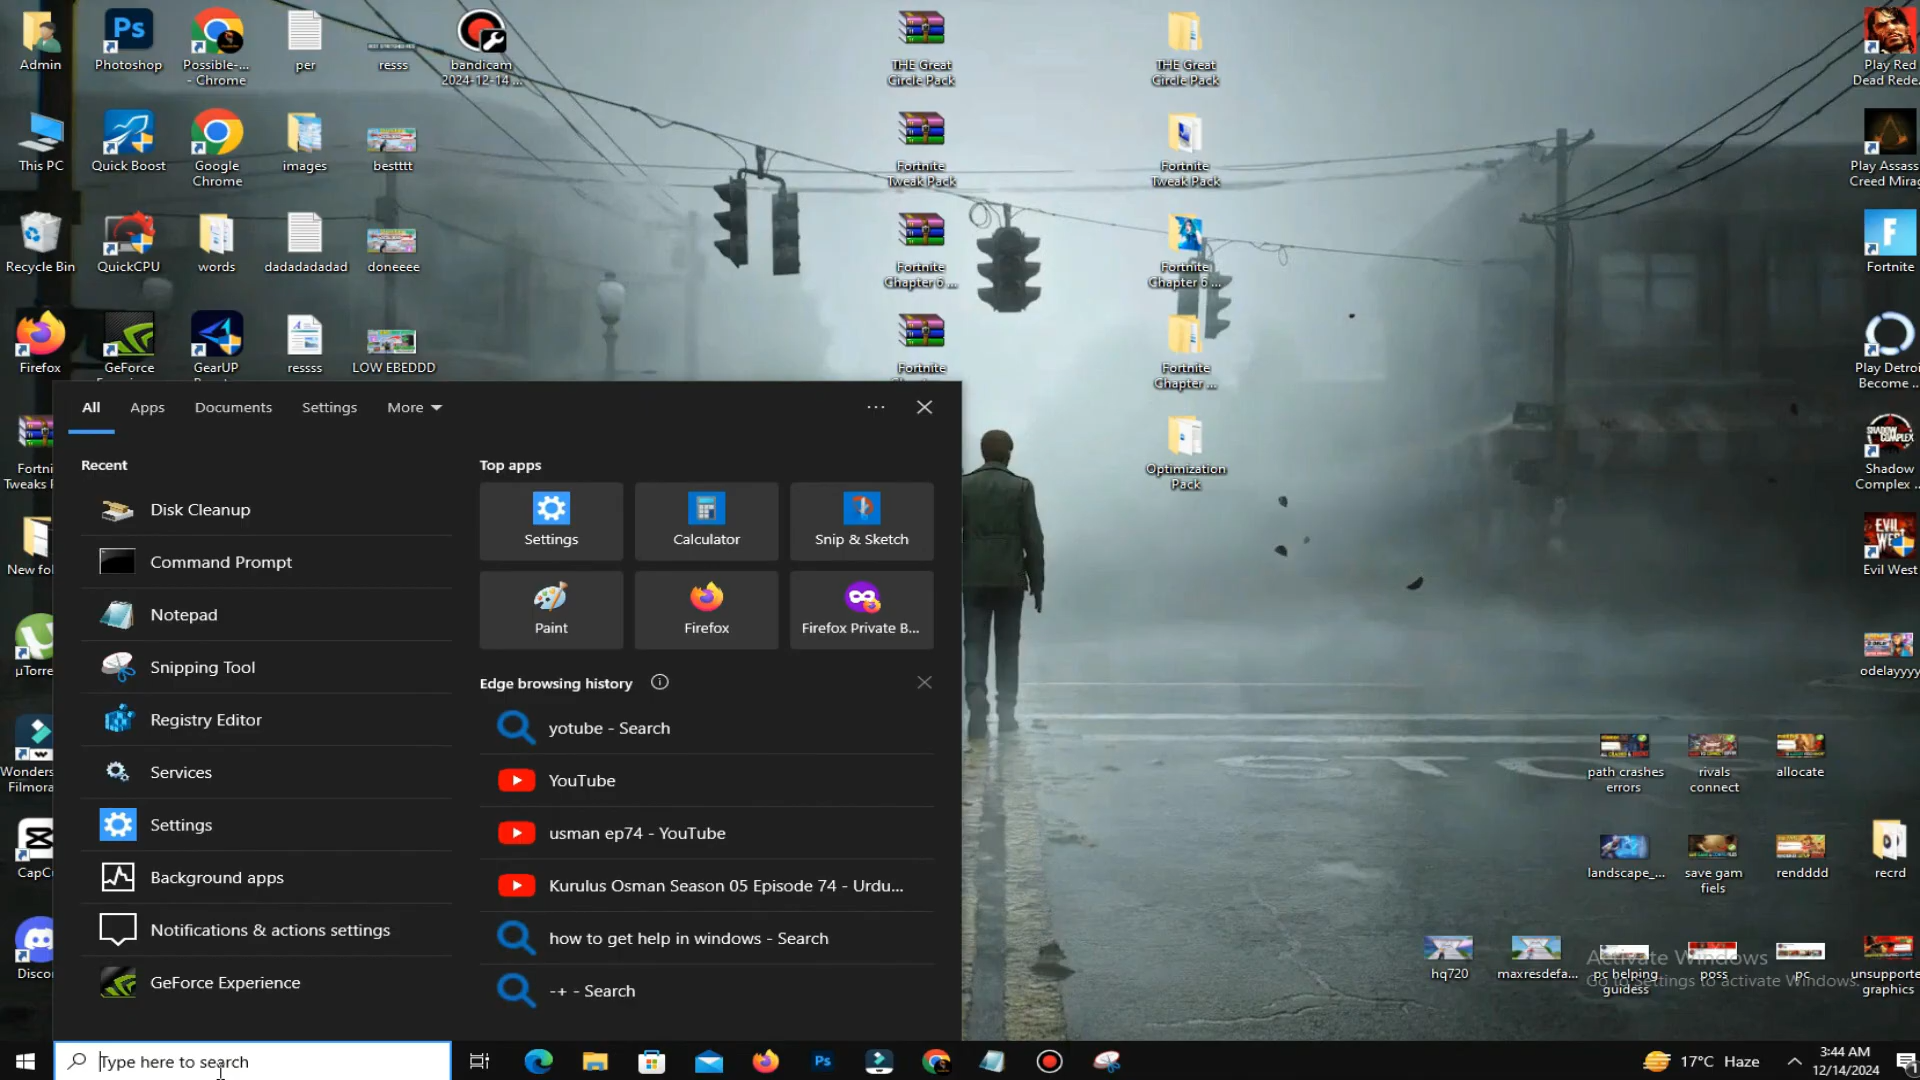 Admin
Photoshop
Possible-...
- Chrome
per
resss
bandicam
2024-12-14 ...
THE Great
Circle Pack
THE Great
Circle Pack
Play Red
Dead Rede...
This PC
Quick Boost
Google
Chrome
images
bestttt
Fortnite
Tweak Pack
Fortnite
Tweak Pack
Play Assass
Creed Mirag
Recycle Bin
QuickCPU
words
dadadadadad
doneeee
Fortnite
Chapter 6 ...
Fortnite
Chapter 6 ...
Fortnite
Firefox
GeForce
GearUP
ressss
LOW EBEDDD
Fortnite
Fortnite
Chapter ...
Play Detroi
Become ...
Fortni
Tweaks P
Optimization
Pack
Shadow
Complex ...
New fol
EVIL
WEST
Evil West
µTorre
odelayyyy
Wonders
Filmora
path crashes
errors
rivals
connect
allocate
CapCu
landscape_...
save gam
fiels
rendddd
recrd
Discor
hq720
maxresdefa...
pc helping
guidess
poss
pc
unsupporte
graphics
Activate Windows
Go to Settings to activate Windows.
All
Apps
Documents
Settings
More
Recent
Disk Cleanup
Command Prompt
Notepad
Snipping Tool
Registry Editor
Services
Settings
Background apps
Notifications & actions settings
GeForce Experience
Top apps
Settings
Calculator
Snip & Sketch
Paint
Firefox
Firefox Private B...
Edge browsing history
yotube - Search
YouTube
usman ep74 - YouTube
Kurulus Osman Season 05 Episode 74 - Urdu...
how to get help in windows - Search
-+ - Search
Type here to search
17°C Haze
3:44 AM
12/14/2024